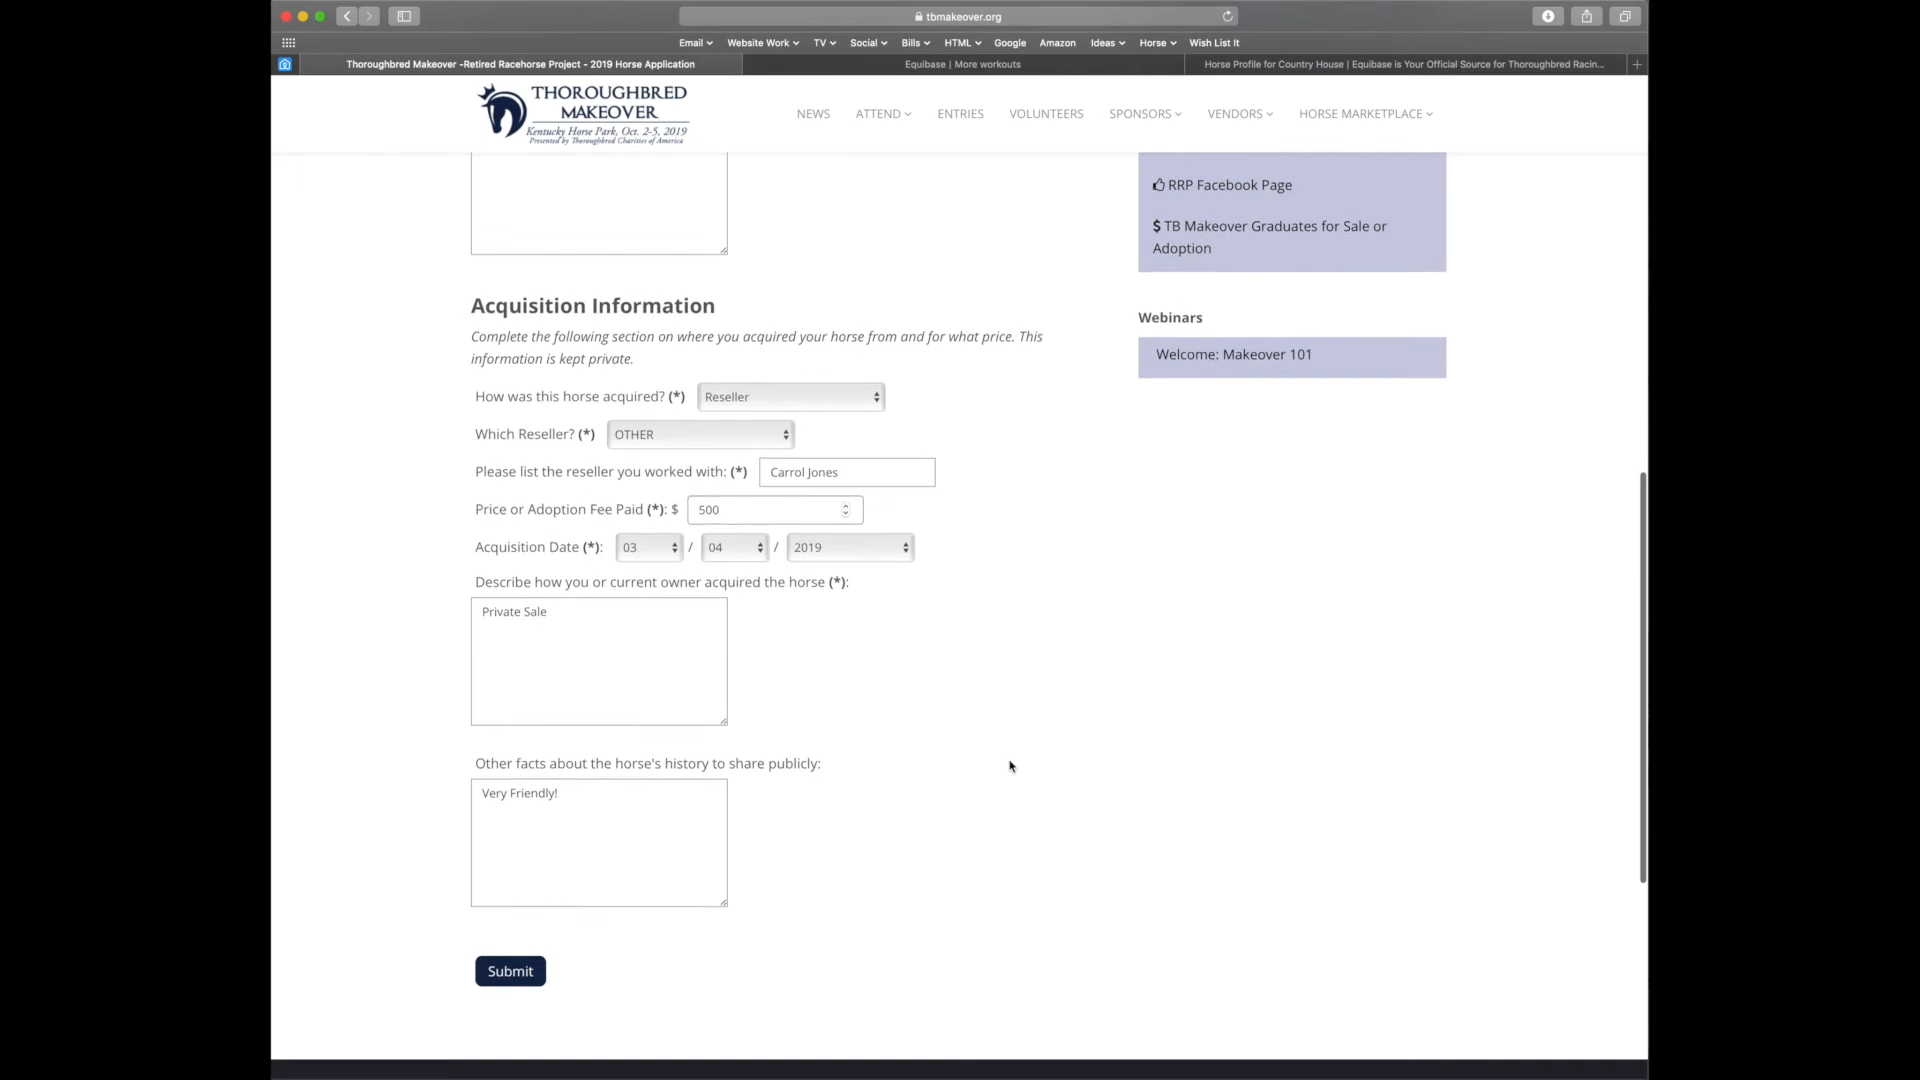 tbmakeover.org
Email Website Work TV Social Bills HTML Google Amazon Ideas Horse Wish List It
Thoroughbred Makeover -Retired Racehorse Project - 2019 Horse Application
Equibase | More workouts
Horse Profile for Country House | Equibase is Your Official Source for Thoroughbred Racin...
THOROUGHBRED
MAKEOVER
Kentucky Horse Park, Oct. 2-5, 2019
Presented by Thoroughbred Charities of America
NEWS ATTEND ENTRIES VOLUNTEERS SPONSORS VENDORS HORSE MARKETPLACE
RRP Facebook Page
$ TB Makeover Graduates for Sale or
Adoption
Webinars
Welcome: Makeover 101
Acquisition Information
Complete the following section on where you acquired your horse from and for what price. This
information is kept private.
How was this horse acquired? (*) Reseller
Which Reseller? (*) OTHER
Please list the reseller you worked with: (*) Carrol Jones
Price or Adoption Fee Paid (*): $ 500
Acquisition Date (*): 03 / 04 / 2019
Describe how you or current owner acquired the horse (*):
Private Sale
Other facts about the horse's history to share publicly:
Very Friendly!
Submit